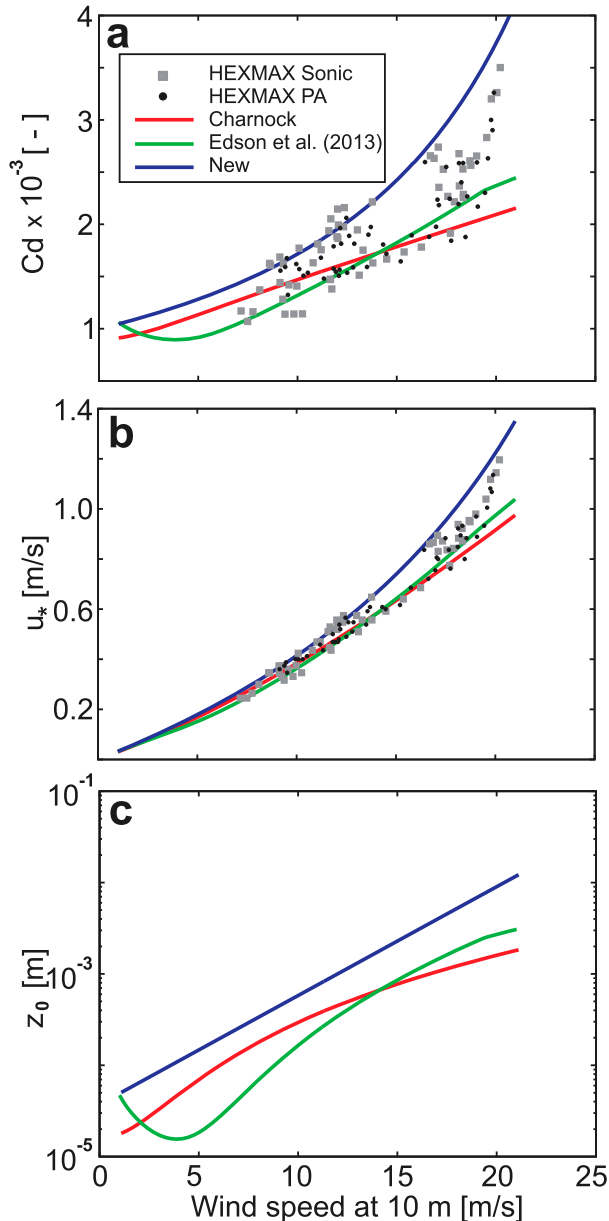 a
4
3
2
1
Cd x 10⁻³ [ - ]
HEXMAX Sonic
HEXMAX PA
Charnock
Edson et al. (2013)
New
b
1.4
1.0
0.6
0.2
u* [m/s]
c
10⁻¹
10⁻³
10⁻⁵
z₀ [m]
0 5 10 15 20 25
Wind speed at 10 m [m/s]